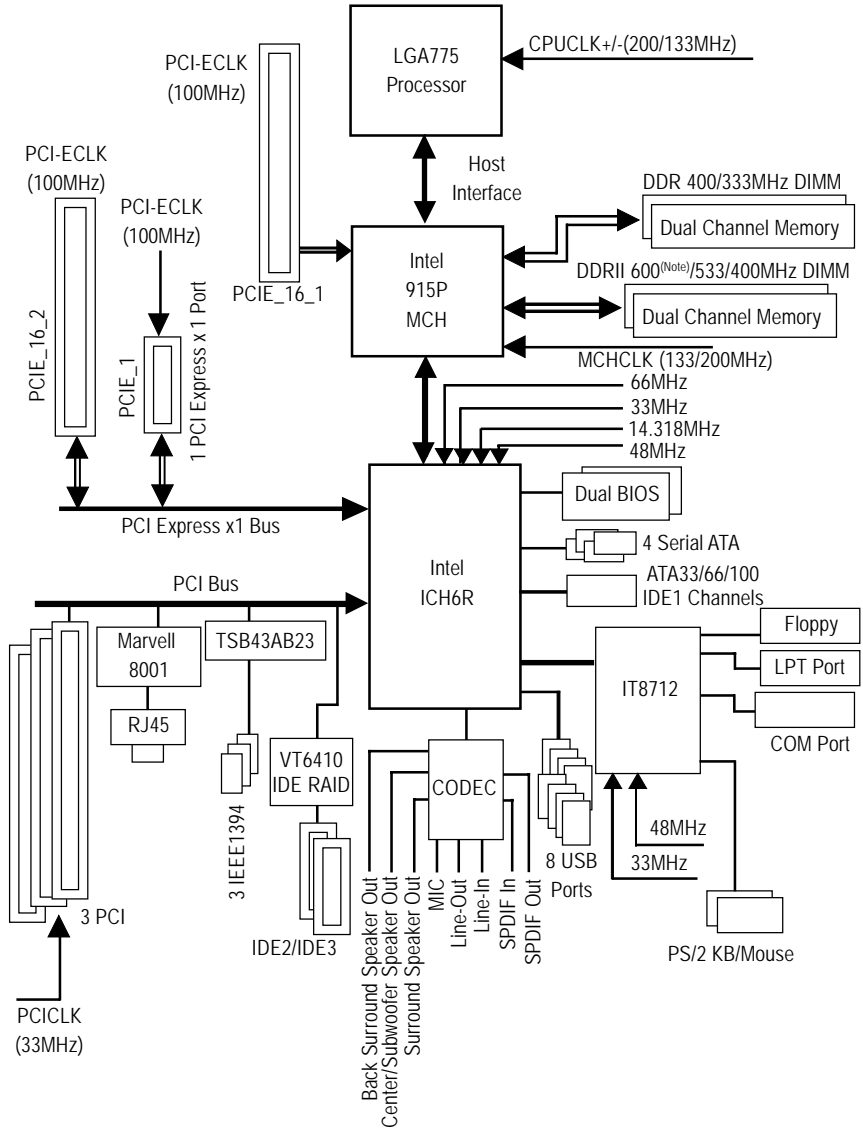 CPUCLK+/-(200/133MHz)
LGA775
Processor
PCI-ECLK
(100MHz)
PCI-ECLK
(100MHz)
PCI-ECLK
(100MHz)
Host
Interface
DDR 400/333MHz DIMM
Dual Channel Memory
DDRII 600(Note)/533/400MHz DIMM
Dual Channel Memory
Intel
915P
MCH
PCIE_16_1
MCHCLK (133/200MHz)
PCIE_16_2
PCIE_1
1 PCI Express x1 Port
66MHz
33MHz
14.318MHz
48MHz
Dual BIOS
PCI Express x1 Bus
4 Serial ATA
Intel
ICH6R
ATA33/66/100
IDE1 Channels
PCI Bus
Marvell
8001
TSB43AB23
RJ45
VT6410
IDE RAID
CODEC
IT8712
Floppy
LPT Port
COM Port
3 IEEE1394
48MHz
33MHz
8 USB
Ports
3 PCI
IDE2/IDE3
PS/2 KB/Mouse
Back Surround Speaker Out
Center/Subwoofer Speaker Out
Surround Speaker Out
MIC
Line-Out
Line-In
SPDIF In
SPDIF Out
PCICLK
(33MHz)